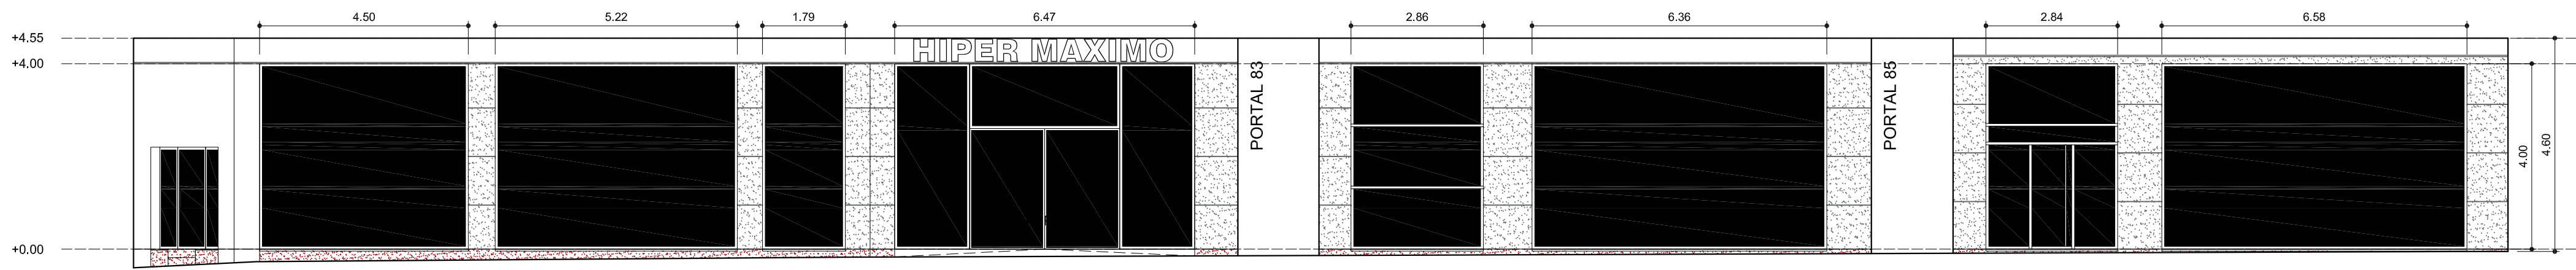 4.50 5.22 1.79 6.47 2.86 6.36 2.84 6.58
+4.55
HIPER MAXIMO
+4.00
PORTAL 83
PORTAL 85
4.00
4.60
+0.00